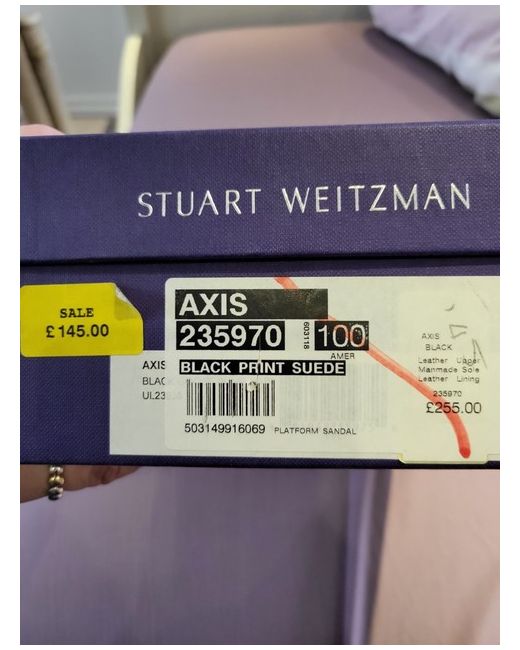 STUART WEITZMAN
SALE
£145.00
AXIS
235970 603118 100
AMER
BLACK PRINT SUEDE
AXIS
BLAC
503149916069 PLATFORM SANDAL
AXIS
BLACK
Leather Upper
Manmade Sole
Leather Lining
235970
£255.00